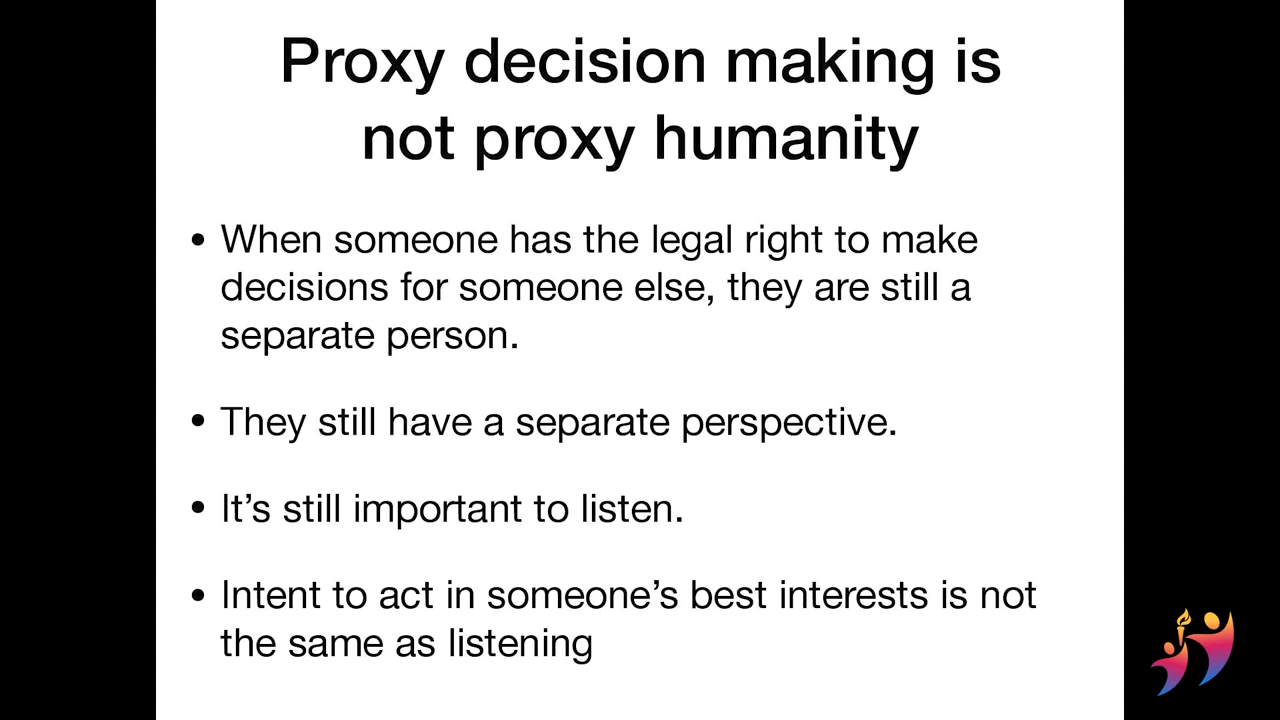 Proxy decision making is
not proxy humanity
• When someone has the legal right to make
decisions for someone else, they are still a
separate person.
• They still have a separate perspective.
• It’s still important to listen.
• Intent to act in someone’s best interests is not
the same as listening